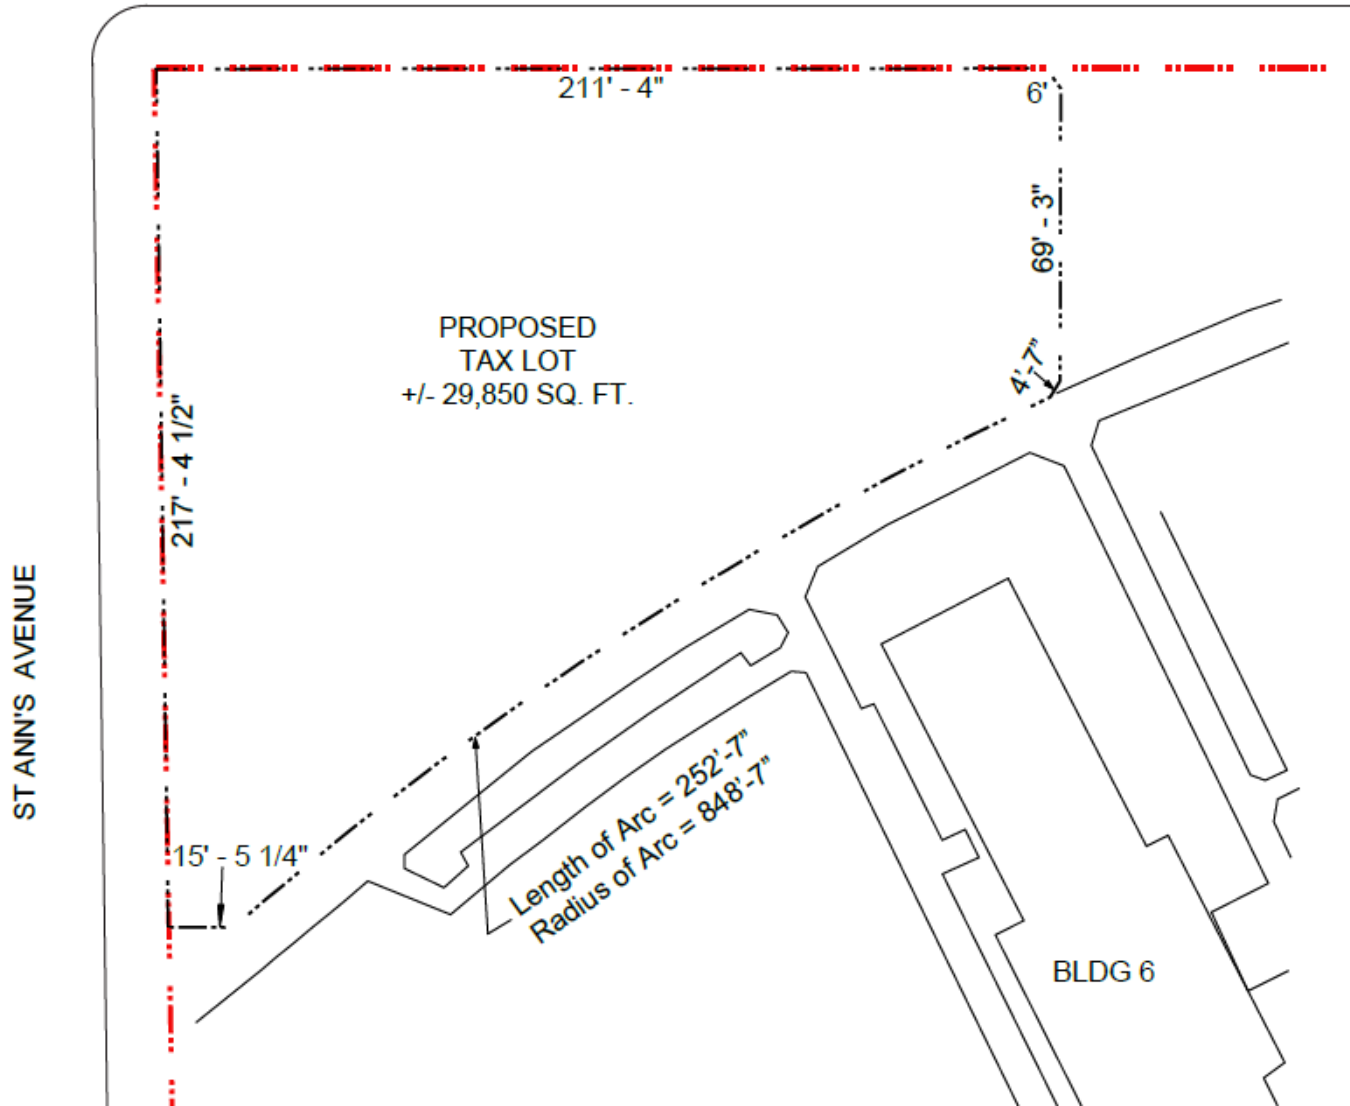 211' - 4"
6'
69' - 3"
4'-7"
PROPOSED
TAX LOT
+/- 29,850 SQ. FT.
217' - 4 1/2"
ST ANN'S AVENUE
15' - 5 1/4"
Length of Arc = 252'-7"
Radius of Arc = 848'-7"
BLDG 6